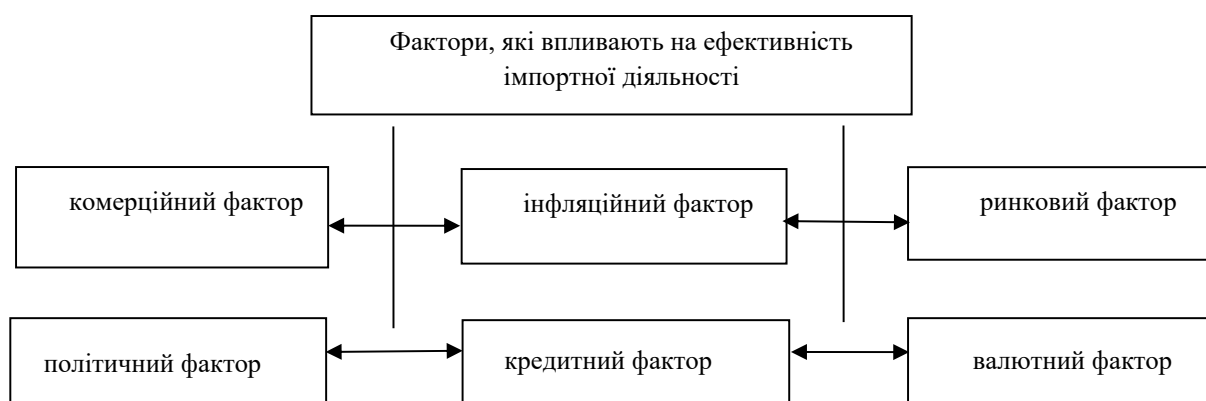 Фактори, які впливають на ефективність
імпортної діяльності
комерційний фактор
інфляційний фактор
ринковий фактор
політичний фактор
кредитний фактор
валютний фактор